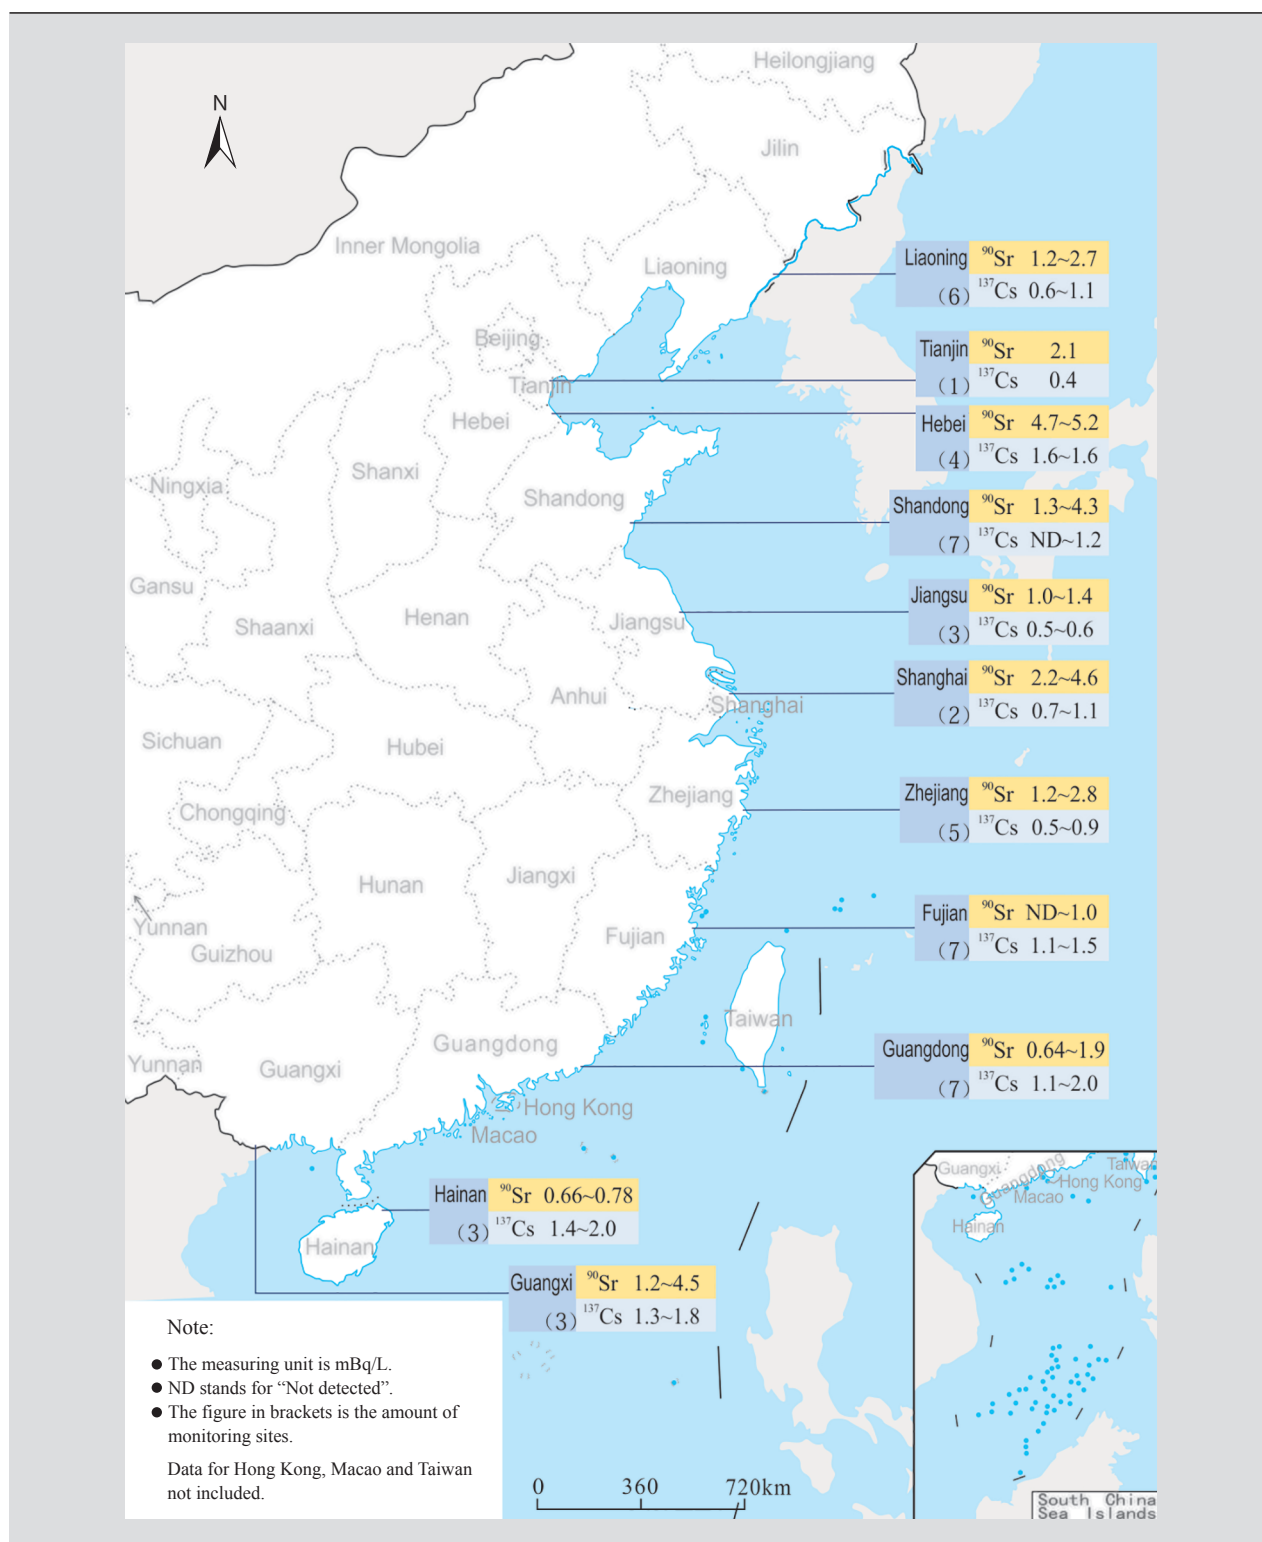 N
Heilongjiang
Jilin
Inner Mongolia
Liaoning
Beijing
Tianjin
Hebei
Shanxi
Ningxia
Shandong
Gansu
Shaanxi
Henan
Jiangsu
Anhui
Shanghai
Sichuan
Hubei
Chongqing
Zhejiang
Hunan
Jiangxi
Yunnan
Guizhou
Fujian
Taiwan
Yunnan
Guangxi
Guangdong
Hong Kong
Macao
Hainan
Liaoning ⁹⁰Sr 1.2~2.7
(6) ¹³⁷Cs 0.6~1.1
Tianjin ⁹⁰Sr 2.1
(1) ¹³⁷Cs 0.4
Hebei ⁹⁰Sr 4.7~5.2
(4) ¹³⁷Cs 1.6~1.6
Shandong ⁹⁰Sr 1.3~4.3
(7) ¹³⁷Cs ND~1.2
Jiangsu ⁹⁰Sr 1.0~1.4
(3) ¹³⁷Cs 0.5~0.6
Shanghai ⁹⁰Sr 2.2~4.6
(2) ¹³⁷Cs 0.7~1.1
Zhejiang ⁹⁰Sr 1.2~2.8
(5) ¹³⁷Cs 0.5~0.9
Fujian ⁹⁰Sr ND~1.0
(7) ¹³⁷Cs 1.1~1.5
Guangdong ⁹⁰Sr 0.64~1.9
(7) ¹³⁷Cs 1.1~2.0
Hainan ⁹⁰Sr 0.66~0.78
(3) ¹³⁷Cs 1.4~2.0
Guangxi ⁹⁰Sr 1.2~4.5
(3) ¹³⁷Cs 1.3~1.8
Note:
● The measuring unit is mBq/L.
● ND stands for “Not detected”.
● The figure in brackets is the amount of
monitoring sites.
Data for Hong Kong, Macao and Taiwan
not included.
0 360 720km
Guangxi
Guangdong
Taiwan
Hong Kong
Macao
Hainan
South China
Sea Islands